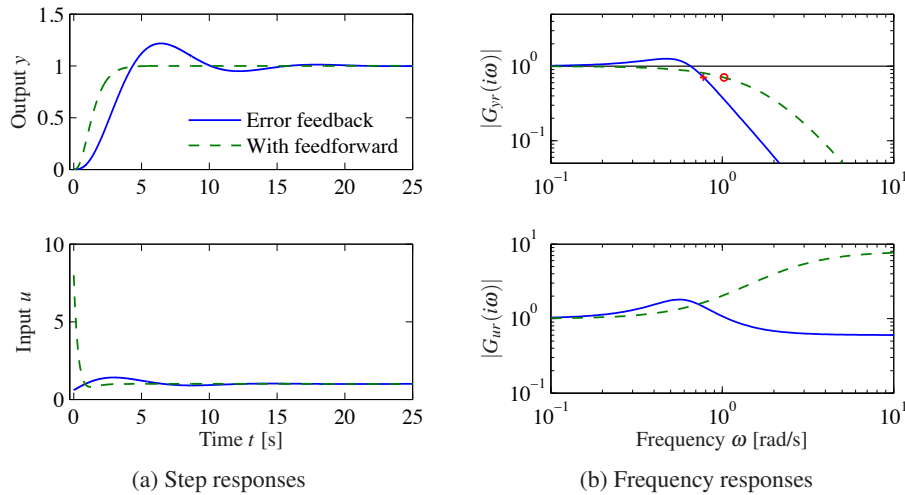 1.5
1
0.5
0
Output y
0 5 10 15 20 25
Error feedback
With feedforward
10
5
0
Input u
0 5 10 15 20 25
Time t [s]
(a) Step responses
10^0
10^-1
|G_yr(iω)|
10^-1 10^0 10^1
10^1
10^0
10^-1
|G_ur(iω)|
10^-1 10^0 10^1
Frequency ω [rad/s]
(b) Frequency responses